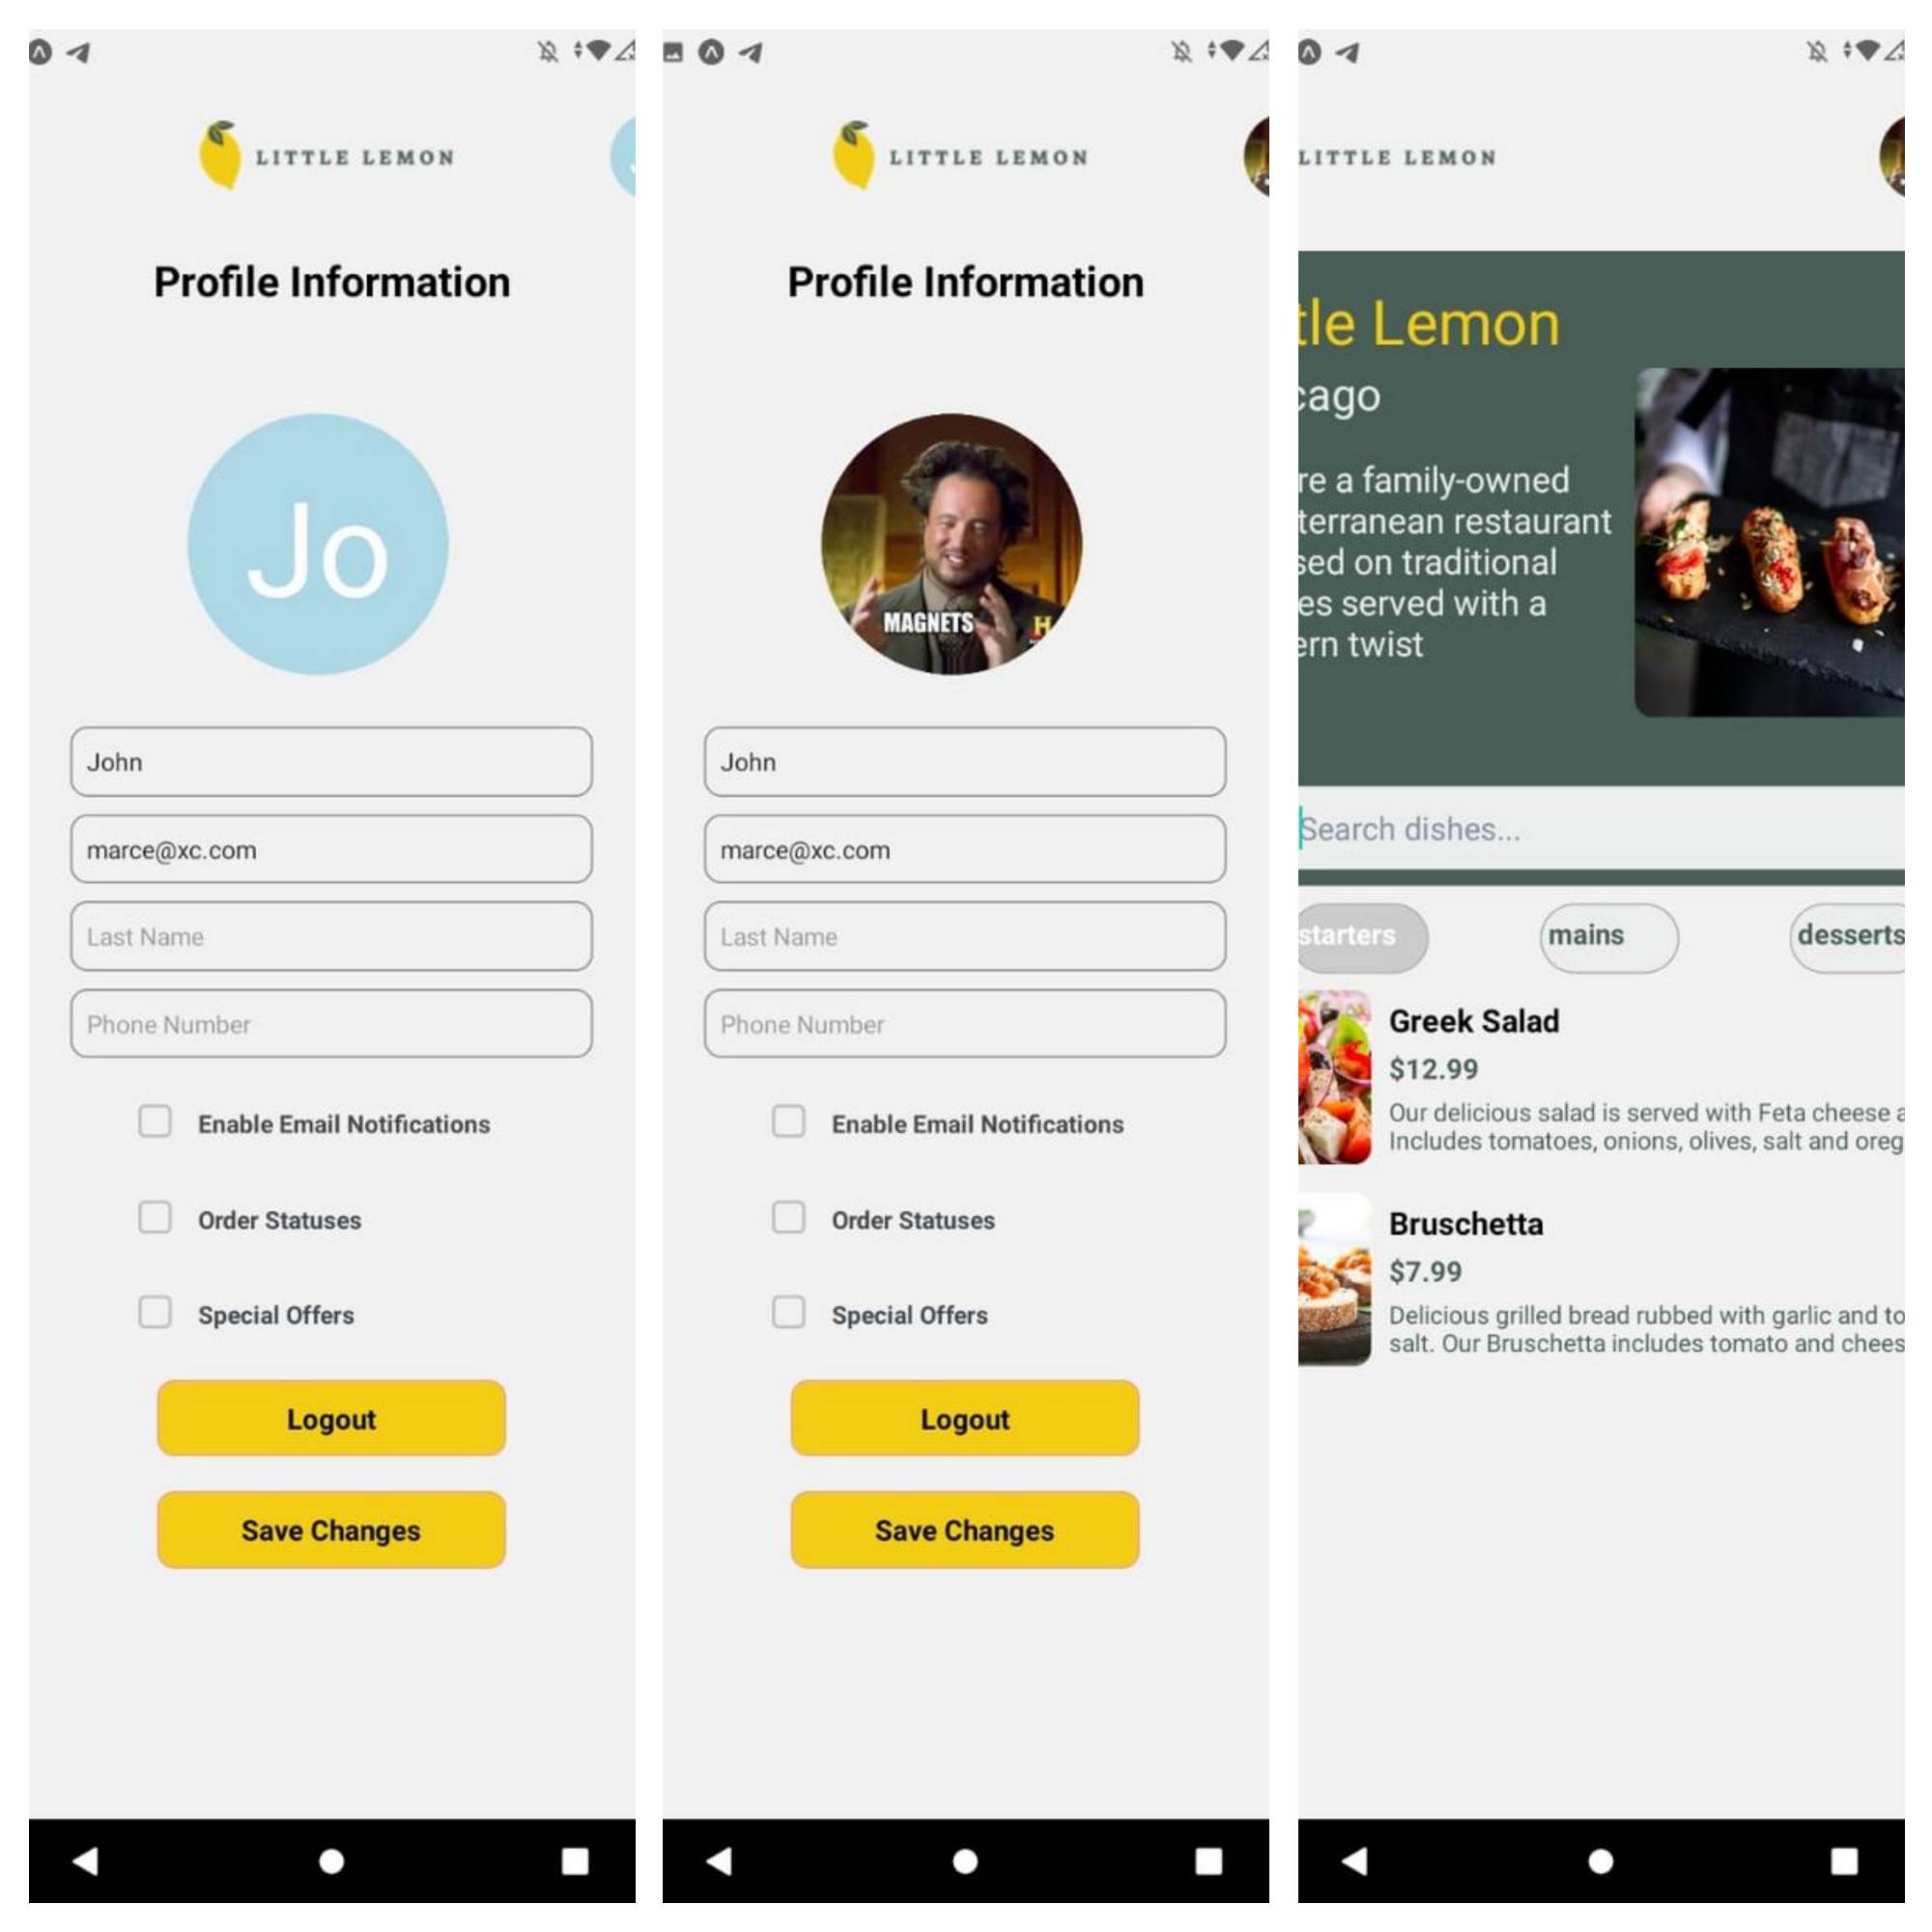 LITTLE LEMON
Profile Information
Jo
John
marce@xc.com
Last Name
Phone Number
Enable Email Notifications
Order Statuses
Special Offers
Logout
Save Changes
LITTLE LEMON
Profile Information
MAGNETS
H
John
marce@xc.com
Last Name
Phone Number
Enable Email Notifications
Order Statuses
Special Offers
Logout
Save Changes
LITTLE LEMON
tle Lemon
cago
re a family-owned
terranean restaurant
sed on traditional
es served with a
ern twist
Search dishes...
starters
mains
desserts
Greek Salad
$12.99
Our delicious salad is served with Feta cheese a
Includes tomatoes, onions, olives, salt and oreg
Bruschetta
$7.99
Delicious grilled bread rubbed with garlic and to
salt. Our Bruschetta includes tomato and chees